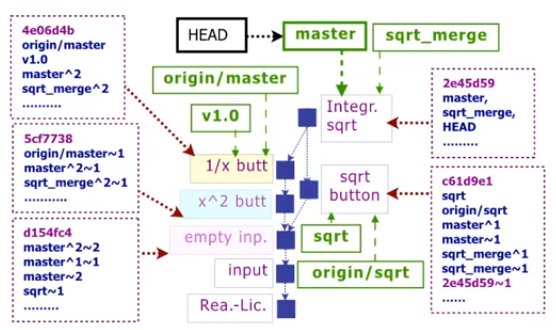 4e06d4b
origin/master
v1.0
master^2
sqrt_merge^2
..........
5cf7738
origin/master~1
master^2~1
sqrt_merge^2~1
...........
d154fc4
master^2~2
master^1~1
master~2
sqrt~1
.........
HEAD
master
sqrt_merge
origin/master
v1.0
Integr.
sqrt
1/x butt
x^2 butt
empty inp.
input
Rea.-Lic.
sqrt
button
sqrt
origin/sqrt
2e45d59
master,
sqrt_merge,
HEAD
.......
c61d9e1
sqrt
origin/sqrt
master^1
master~1
sqrt_merge^1
sqrt_merge~1
2e45d59~1
......